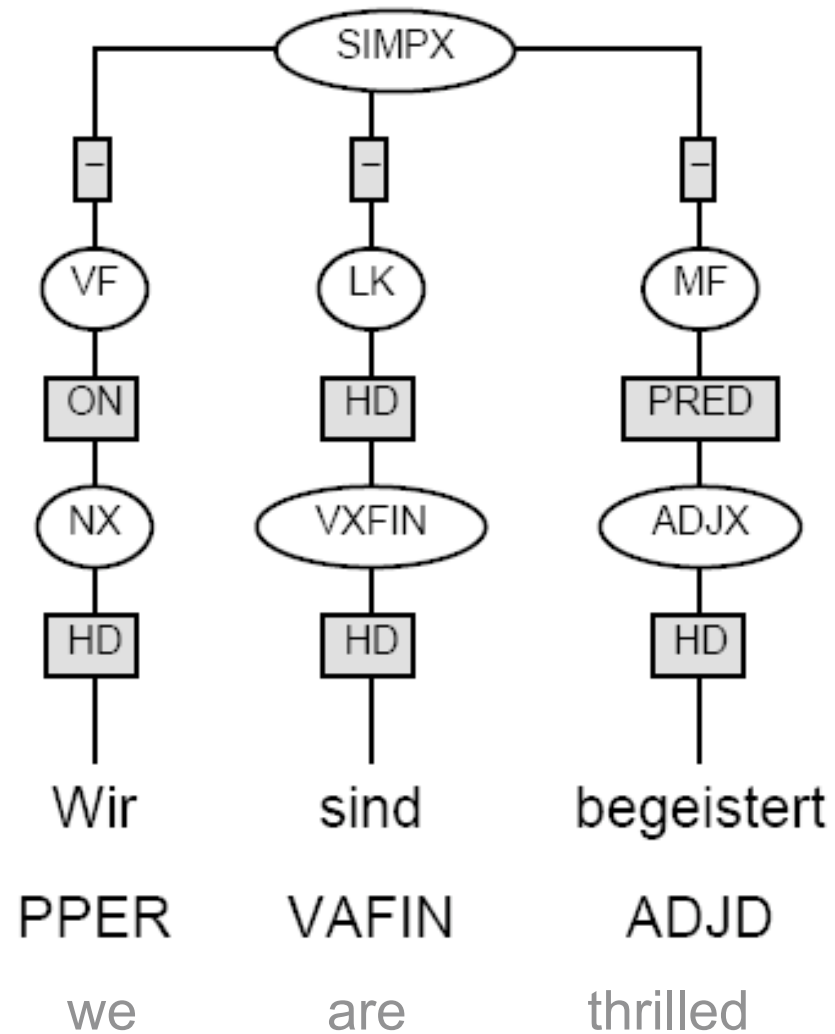 SIMPX
– – –
VF LK MF
ON HD PRED
NX VXFIN ADJX
HD HD HD
Wir sind begeistert
PPER VAFIN ADJD
we are thrilled